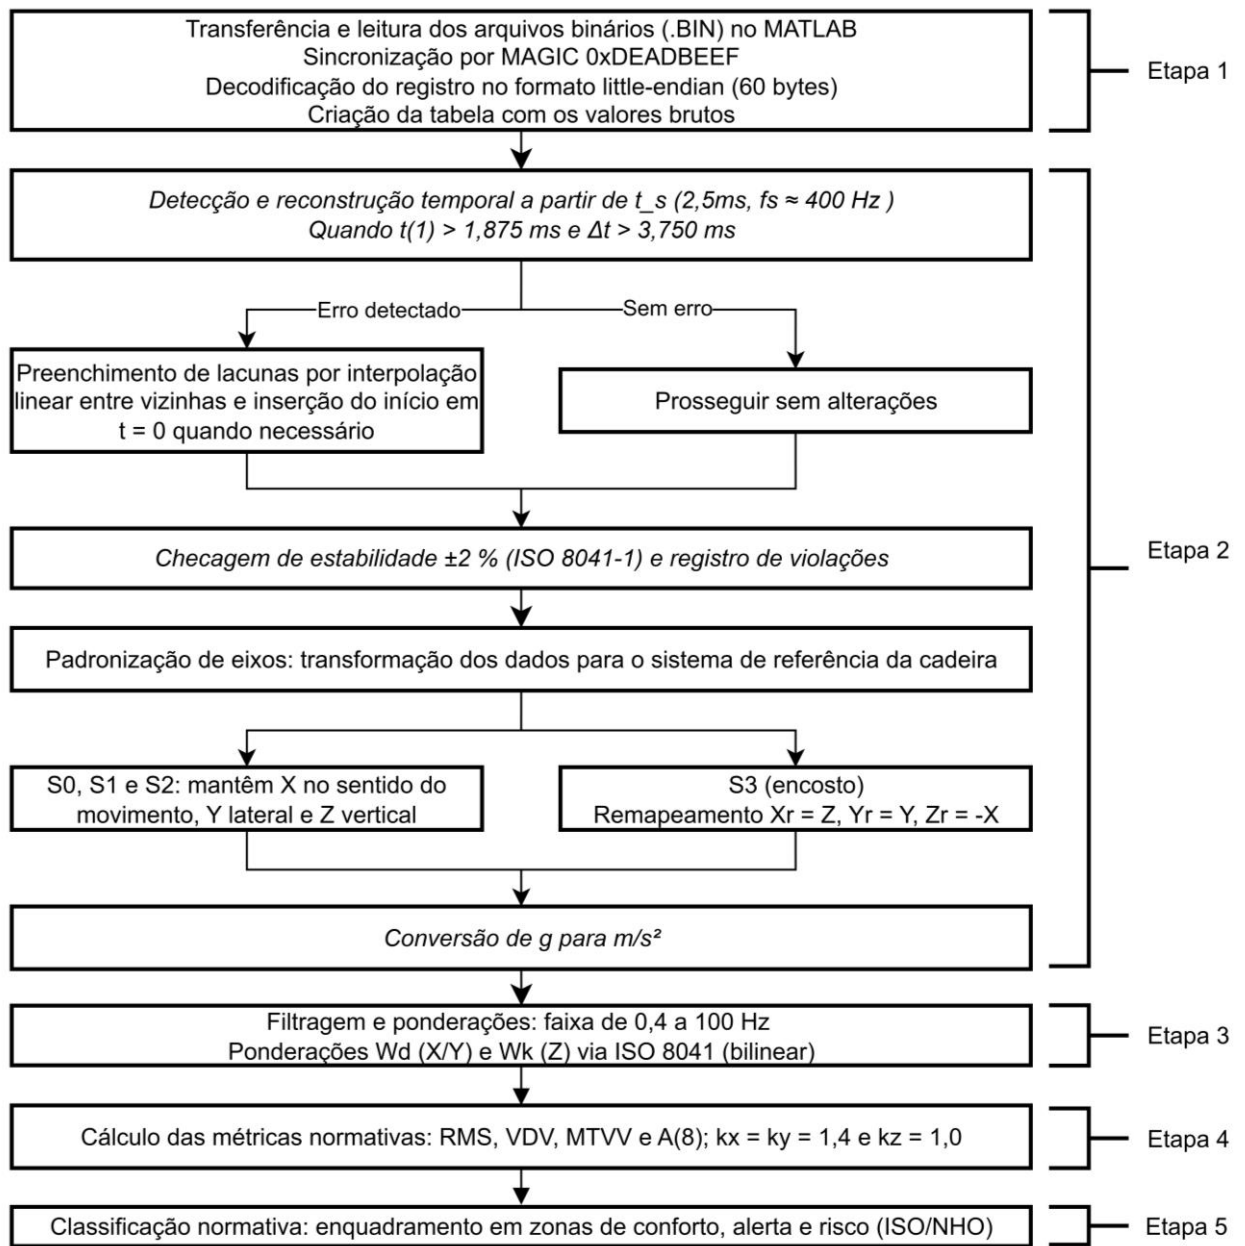 Transferência e leitura dos arquivos binários (.BIN) no MATLAB
Sincronização por MAGIC 0xDEADBEEF
Decodificação do registro no formato little-endian (60 bytes)
Criação da tabela com os valores brutos
Etapa 1
Detecção e reconstrução temporal a partir de t_s (2,5ms, fs ≈ 400 Hz )
Quando t(1) > 1,875 ms e Δt > 3,750 ms
Erro detectado
Sem erro
Preenchimento de lacunas por interpolação
linear entre vizinhas e inserção do início em
t = 0 quando necessário
Prosseguir sem alterações
Checagem de estabilidade ±2 % (ISO 8041-1) e registro de violações
Etapa 2
Padronização de eixos: transformação dos dados para o sistema de referência da cadeira
S0, S1 e S2: mantêm X no sentido do
movimento, Y lateral e Z vertical
S3 (encosto)
Remapeamento Xr = Z, Yr = Y, Zr = -X
Conversão de g para m/s²
Filtragem e ponderações: faixa de 0,4 a 100 Hz
Ponderações Wd (X/Y) e Wk (Z) via ISO 8041 (bilinear)
Etapa 3
Cálculo das métricas normativas: RMS, VDV, MTVV e A(8); kx = ky = 1,4 e kz = 1,0
Etapa 4
Classificação normativa: enquadramento em zonas de conforto, alerta e risco (ISO/NHO)
Etapa 5